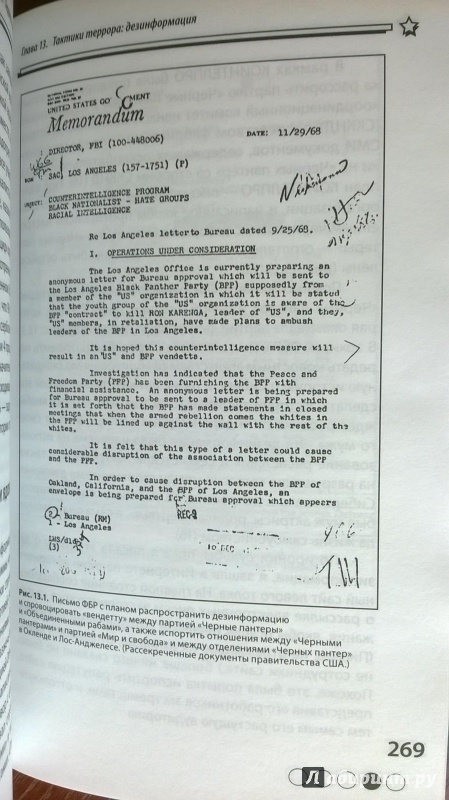 Глава 13. Тактики террора: дезинформация
UNITED STATES GO MENT
Memorandum
DIRECTOR, FBI (100-448006)
DATE: 11/29/68
SAC, LOS ANGELES (157-1751) (P)
COUNTERINTELLIGENCE PROGRAM
BLACK NATIONALIST - HATE GROUPS
RACIAL INTELLIGENCE
Re Los Angeles letter to Bureau dated 9/25/68.
I. OPERATIONS UNDER CONSIDERATION
The Los Angeles Office is currently preparing an
anonymous letter for Bureau approval which will be sent to
the Los Angeles Black Panther Party (BPP) supposedly from
a member of the "US" organization in which it will be stated
that the youth group of the "US" organization is aware of the
BPP "contract" to kill RON KARENGA, leader of "US", and they,
"US" members, in retaliation, have made plans to ambush
leaders of the BPP in Los Angeles.
It is hoped this counterintelligence measure will
result in an "US" and BPP vendetta.
Investigation has indicated that the Peace and
Freedom Party (PFP) has been furnishing the BPP with
financial assistance. An anonymous letter is being prepared
for Bureau approval to be sent to a leader of PFP in which
it is set forth that the BPP has made statements in closed
meetings that when the armed rebellion comes the whites in
the PFP will be lined up against the wall with the rest of the
whites.
It is felt that this type of a letter could cause
considerable disruption of the association between the BPP
and the PFP.
In order to cause disruption between the BPP of
Oakland, California, and the BPP of Los Angeles, an
envelope is being prepared for Bureau approval which appears
2 - Bureau (RM)
1 - Los Angeles
REC-
(3)
Рис. 13.1. Письмо ФБР с планом распространить дезинформацию
и спровоцировать «вендетту» между партией «Черные пантеры»
и «Объединенными рабами», а также испортить отношения между «Черными
пантерами» и партией «Мир и свобода» и между отделениями «Черных пантер»
в Окленде и Лос-Анджелесе. (Рассекреченные документы правительства США.)
269